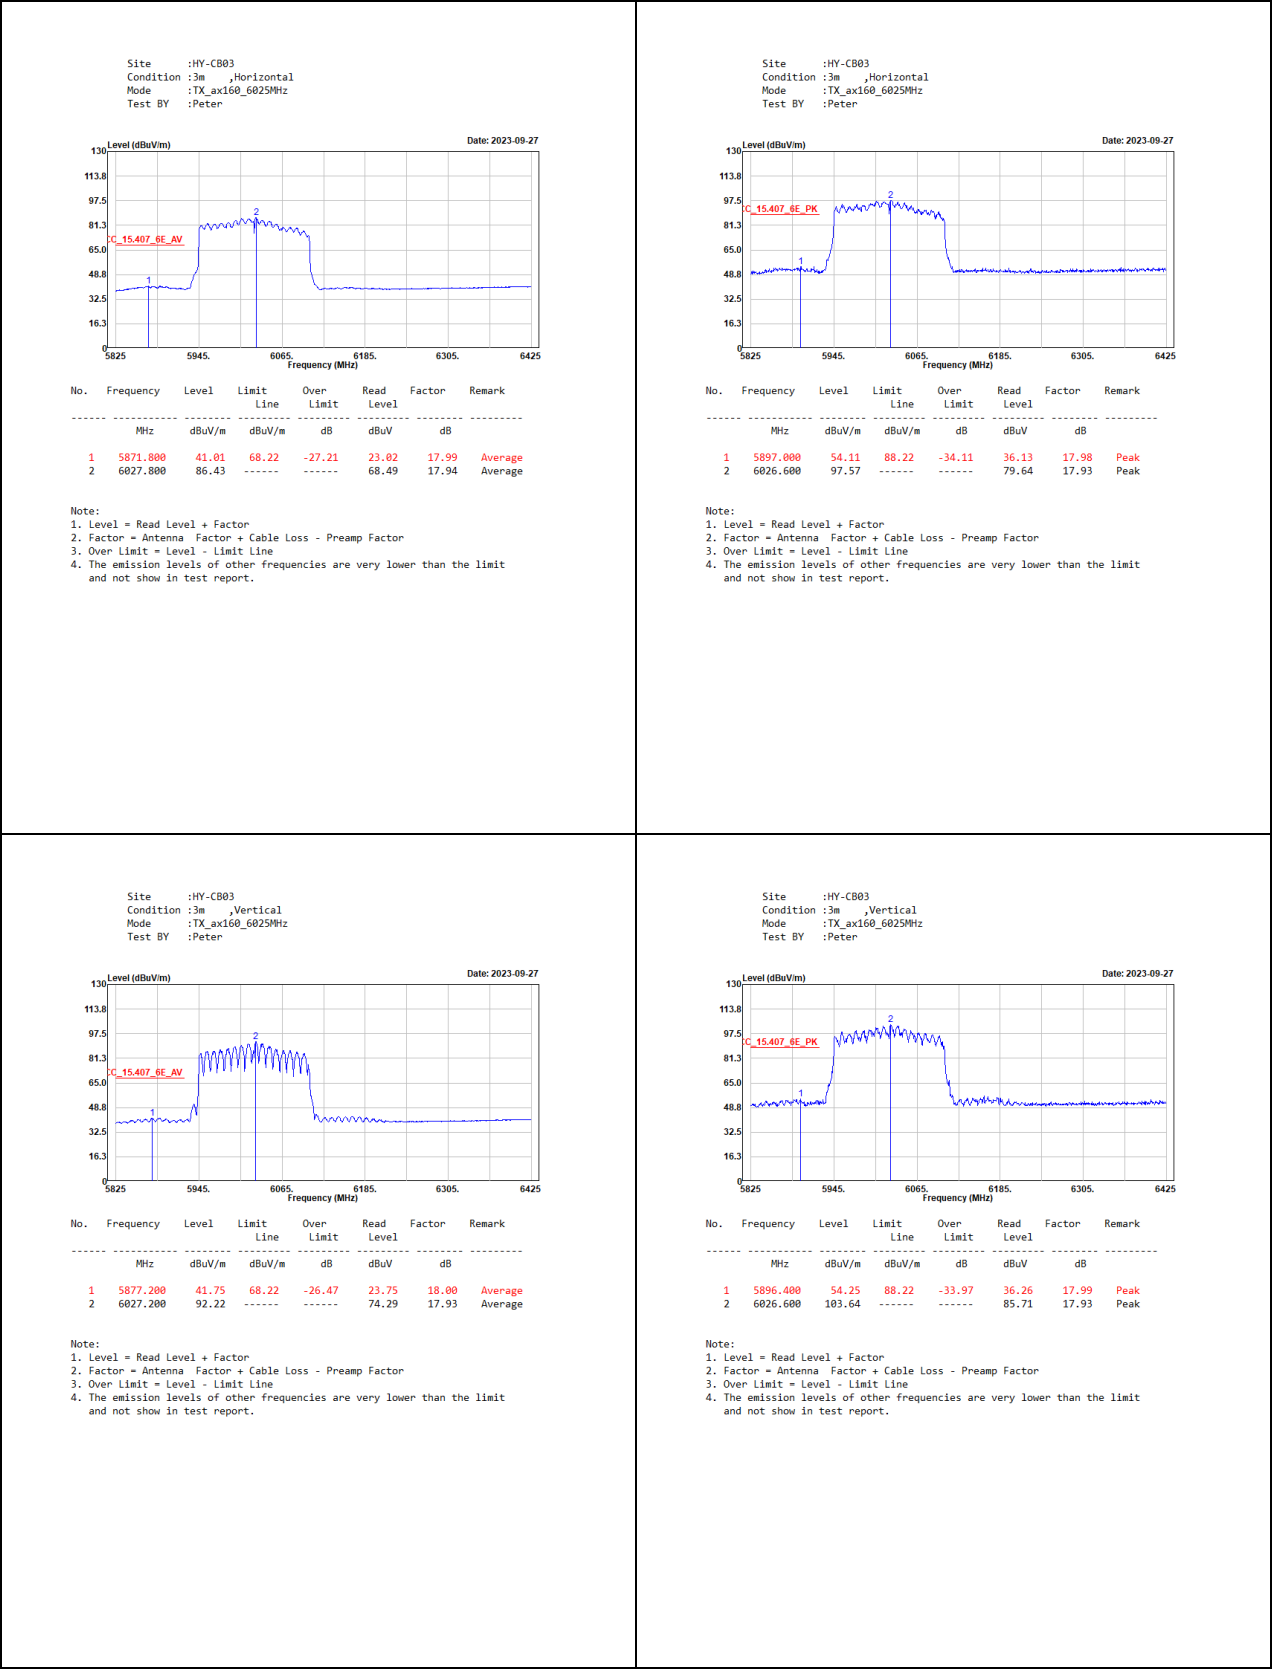 Site      :HY-CB03
Condition :3m    ,Horizontal
Mode      :TX_ax160_6025MHz
Test BY   :Peter
Level (dBuV/m)
Date: 2023-09-27
130
113.8
97.5
81.3
65.0
48.8
32.5
16.3
0
CC_15.407_6E_AV
1
2
5825 5945. 6065. 6185. 6305. 6425
Frequency (MHz)
No. Frequency Level Limit Over Read Factor Remark
Line Limit Level
------ ----------- ------- -------- --------- ------- -------- ---------
MHz dBuV/m dBuV/m dB dBuV dB
1 5871.800 41.01 68.22 -27.21 23.02 17.99 Average
2 6027.800 86.43 ------ ------ 68.49 17.94 Average
Note:
1. Level = Read Level + Factor
2. Factor = Antenna  Factor + Cable Loss - Preamp Factor
3. Over Limit = Level - Limit Line
4. The emission levels of other frequencies are very lower than the limit
and not show in test report.
Site      :HY-CB03
Condition :3m    ,Horizontal
Mode      :TX_ax160_6025MHz
Test BY   :Peter
Level (dBuV/m)
Date: 2023-09-27
130
113.8
97.5
81.3
65.0
48.8
32.5
16.3
0
CC_15.407_6E_PK
1
2
5825 5945. 6065. 6185. 6305. 6425
Frequency (MHz)
No. Frequency Level Limit Over Read Factor Remark
Line Limit Level
------ ----------- ------- -------- --------- ------- -------- ---------
MHz dBuV/m dBuV/m dB dBuV dB
1 5897.000 54.11 88.22 -34.11 36.13 17.98 Peak
2 6026.600 97.57 ------ ------ 79.64 17.93 Peak
Note:
1. Level = Read Level + Factor
2. Factor = Antenna  Factor + Cable Loss - Preamp Factor
3. Over Limit = Level - Limit Line
4. The emission levels of other frequencies are very lower than the limit
and not show in test report.
Site      :HY-CB03
Condition :3m    ,Vertical
Mode      :TX_ax160_6025MHz
Test BY   :Peter
Level (dBuV/m)
Date: 2023-09-27
130
113.8
97.5
81.3
65.0
48.8
32.5
16.3
0
CC_15.407_6E_AV
1
2
5825 5945. 6065. 6185. 6305. 6425
Frequency (MHz)
No. Frequency Level Limit Over Read Factor Remark
Line Limit Level
------ ----------- ------- -------- --------- ------- -------- ---------
MHz dBuV/m dBuV/m dB dBuV dB
1 5877.200 41.75 68.22 -26.47 23.75 18.00 Average
2 6027.200 92.22 ------ ------ 74.29 17.93 Average
Note:
1. Level = Read Level + Factor
2. Factor = Antenna  Factor + Cable Loss - Preamp Factor
3. Over Limit = Level - Limit Line
4. The emission levels of other frequencies are very lower than the limit
and not show in test report.
Site      :HY-CB03
Condition :3m    ,Vertical
Mode      :TX_ax160_6025MHz
Test BY   :Peter
Level (dBuV/m)
Date: 2023-09-27
130
113.8
97.5
81.3
65.0
48.8
32.5
16.3
0
CC_15.407_6E_PK
1
2
5825 5945. 6065. 6185. 6305. 6425
Frequency (MHz)
No. Frequency Level Limit Over Read Factor Remark
Line Limit Level
------ ----------- ------- -------- --------- ------- -------- ---------
MHz dBuV/m dBuV/m dB dBuV dB
1 5896.400 54.25 88.22 -33.97 36.26 17.99 Peak
2 6026.600 103.64 ------ ------ 85.71 17.93 Peak
Note:
1. Level = Read Level + Factor
2. Factor = Antenna  Factor + Cable Loss - Preamp Factor
3. Over Limit = Level - Limit Line
4. The emission levels of other frequencies are very lower than the limit
and not show in test report.